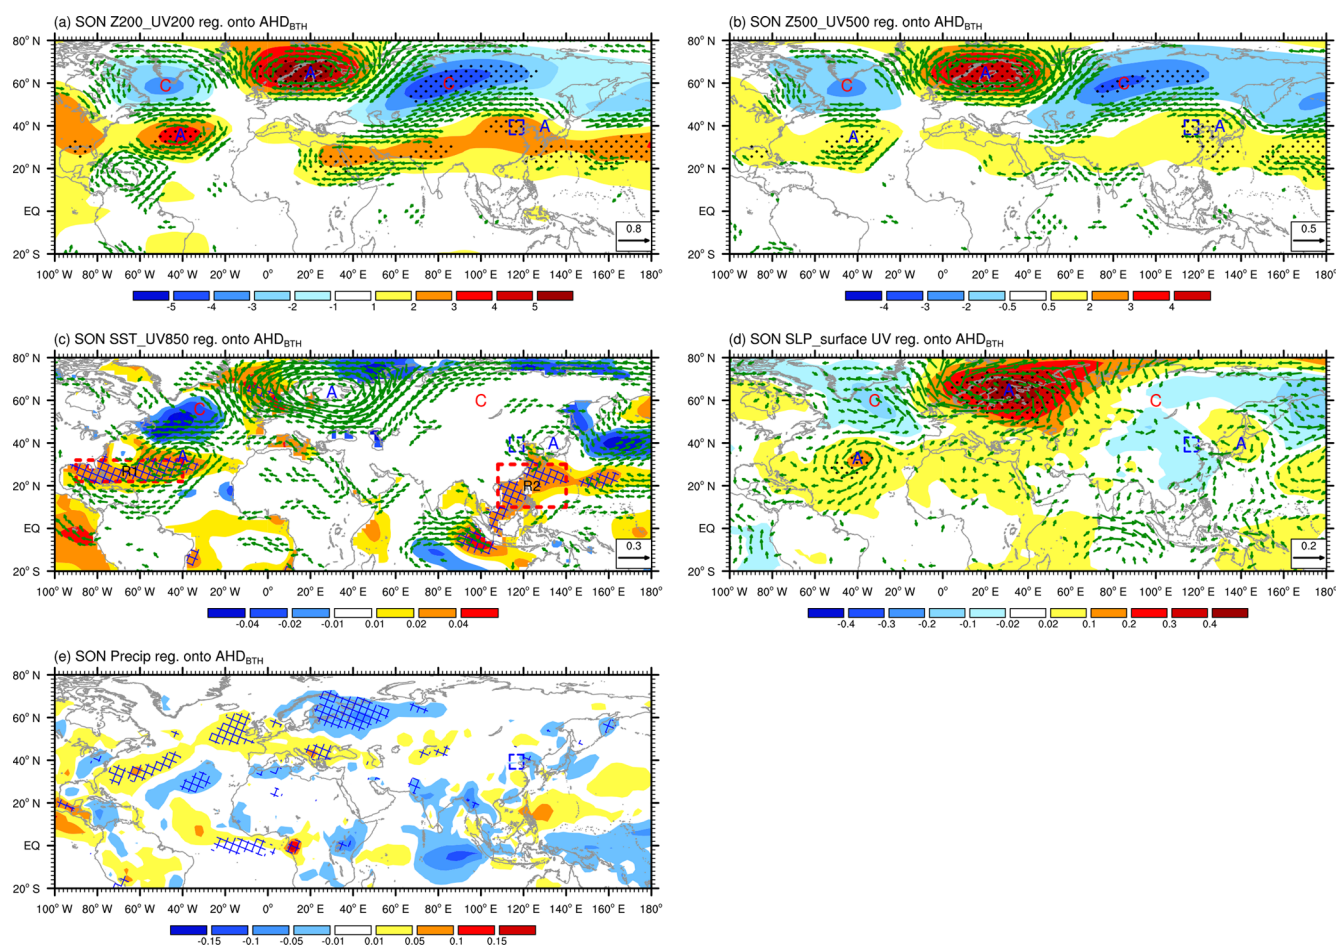 (a) SON Z200_UV200 reg. onto AHD_BTH
80° N
60° N
40° N
20° N
EQ
20° S
C
A
A
C
A
0.8
100° W 80° W 60° W 40° W 20° W 0° 20° E 40° E 60° E 80° E 100° E 120° E 140° E 160° E 180°
-5 -4 -3 -2 -1 1 2 3 4 5
(b) SON Z500_UV500 reg. onto AHD_BTH
80° N
60° N
40° N
20° N
EQ
20° S
C
A
A
C
A
0.5
100° W 80° W 60° W 40° W 20° W 0° 20° E 40° E 60° E 80° E 100° E 120° E 140° E 160° E 180°
-4 -3 -2 -0.5 0.5 2 3 4
(c) SON SST_UV850 reg. onto AHD_BTH
80° N
60° N
40° N
20° N
EQ
20° S
C
A
A
C
A
R1
R2
0.3
100° W 80° W 60° W 40° W 20° W 0° 20° E 40° E 60° E 80° E 100° E 120° E 140° E 160° E 180°
-0.04 -0.02 -0.01 0.01 0.02 0.04
(d) SON SLP_surface UV reg. onto AHD_BTH
80° N
60° N
40° N
20° N
EQ
20° S
C
A
A
C
A
0.2
100° W 80° W 60° W 40° W 20° W 0° 20° E 40° E 60° E 80° E 100° E 120° E 140° E 160° E 180°
-0.4 -0.3 -0.2 -0.1 -0.02 0.02 0.1 0.2 0.3 0.4
(e) SON Precip reg. onto AHD_BTH
80° N
60° N
40° N
20° N
EQ
20° S
100° W 80° W 60° W 40° W 20° W 0° 20° E 40° E 60° E 80° E 100° E 120° E 140° E 160° E 180°
-0.15 -0.1 -0.05 -0.01 0.01 0.05 0.1 0.15